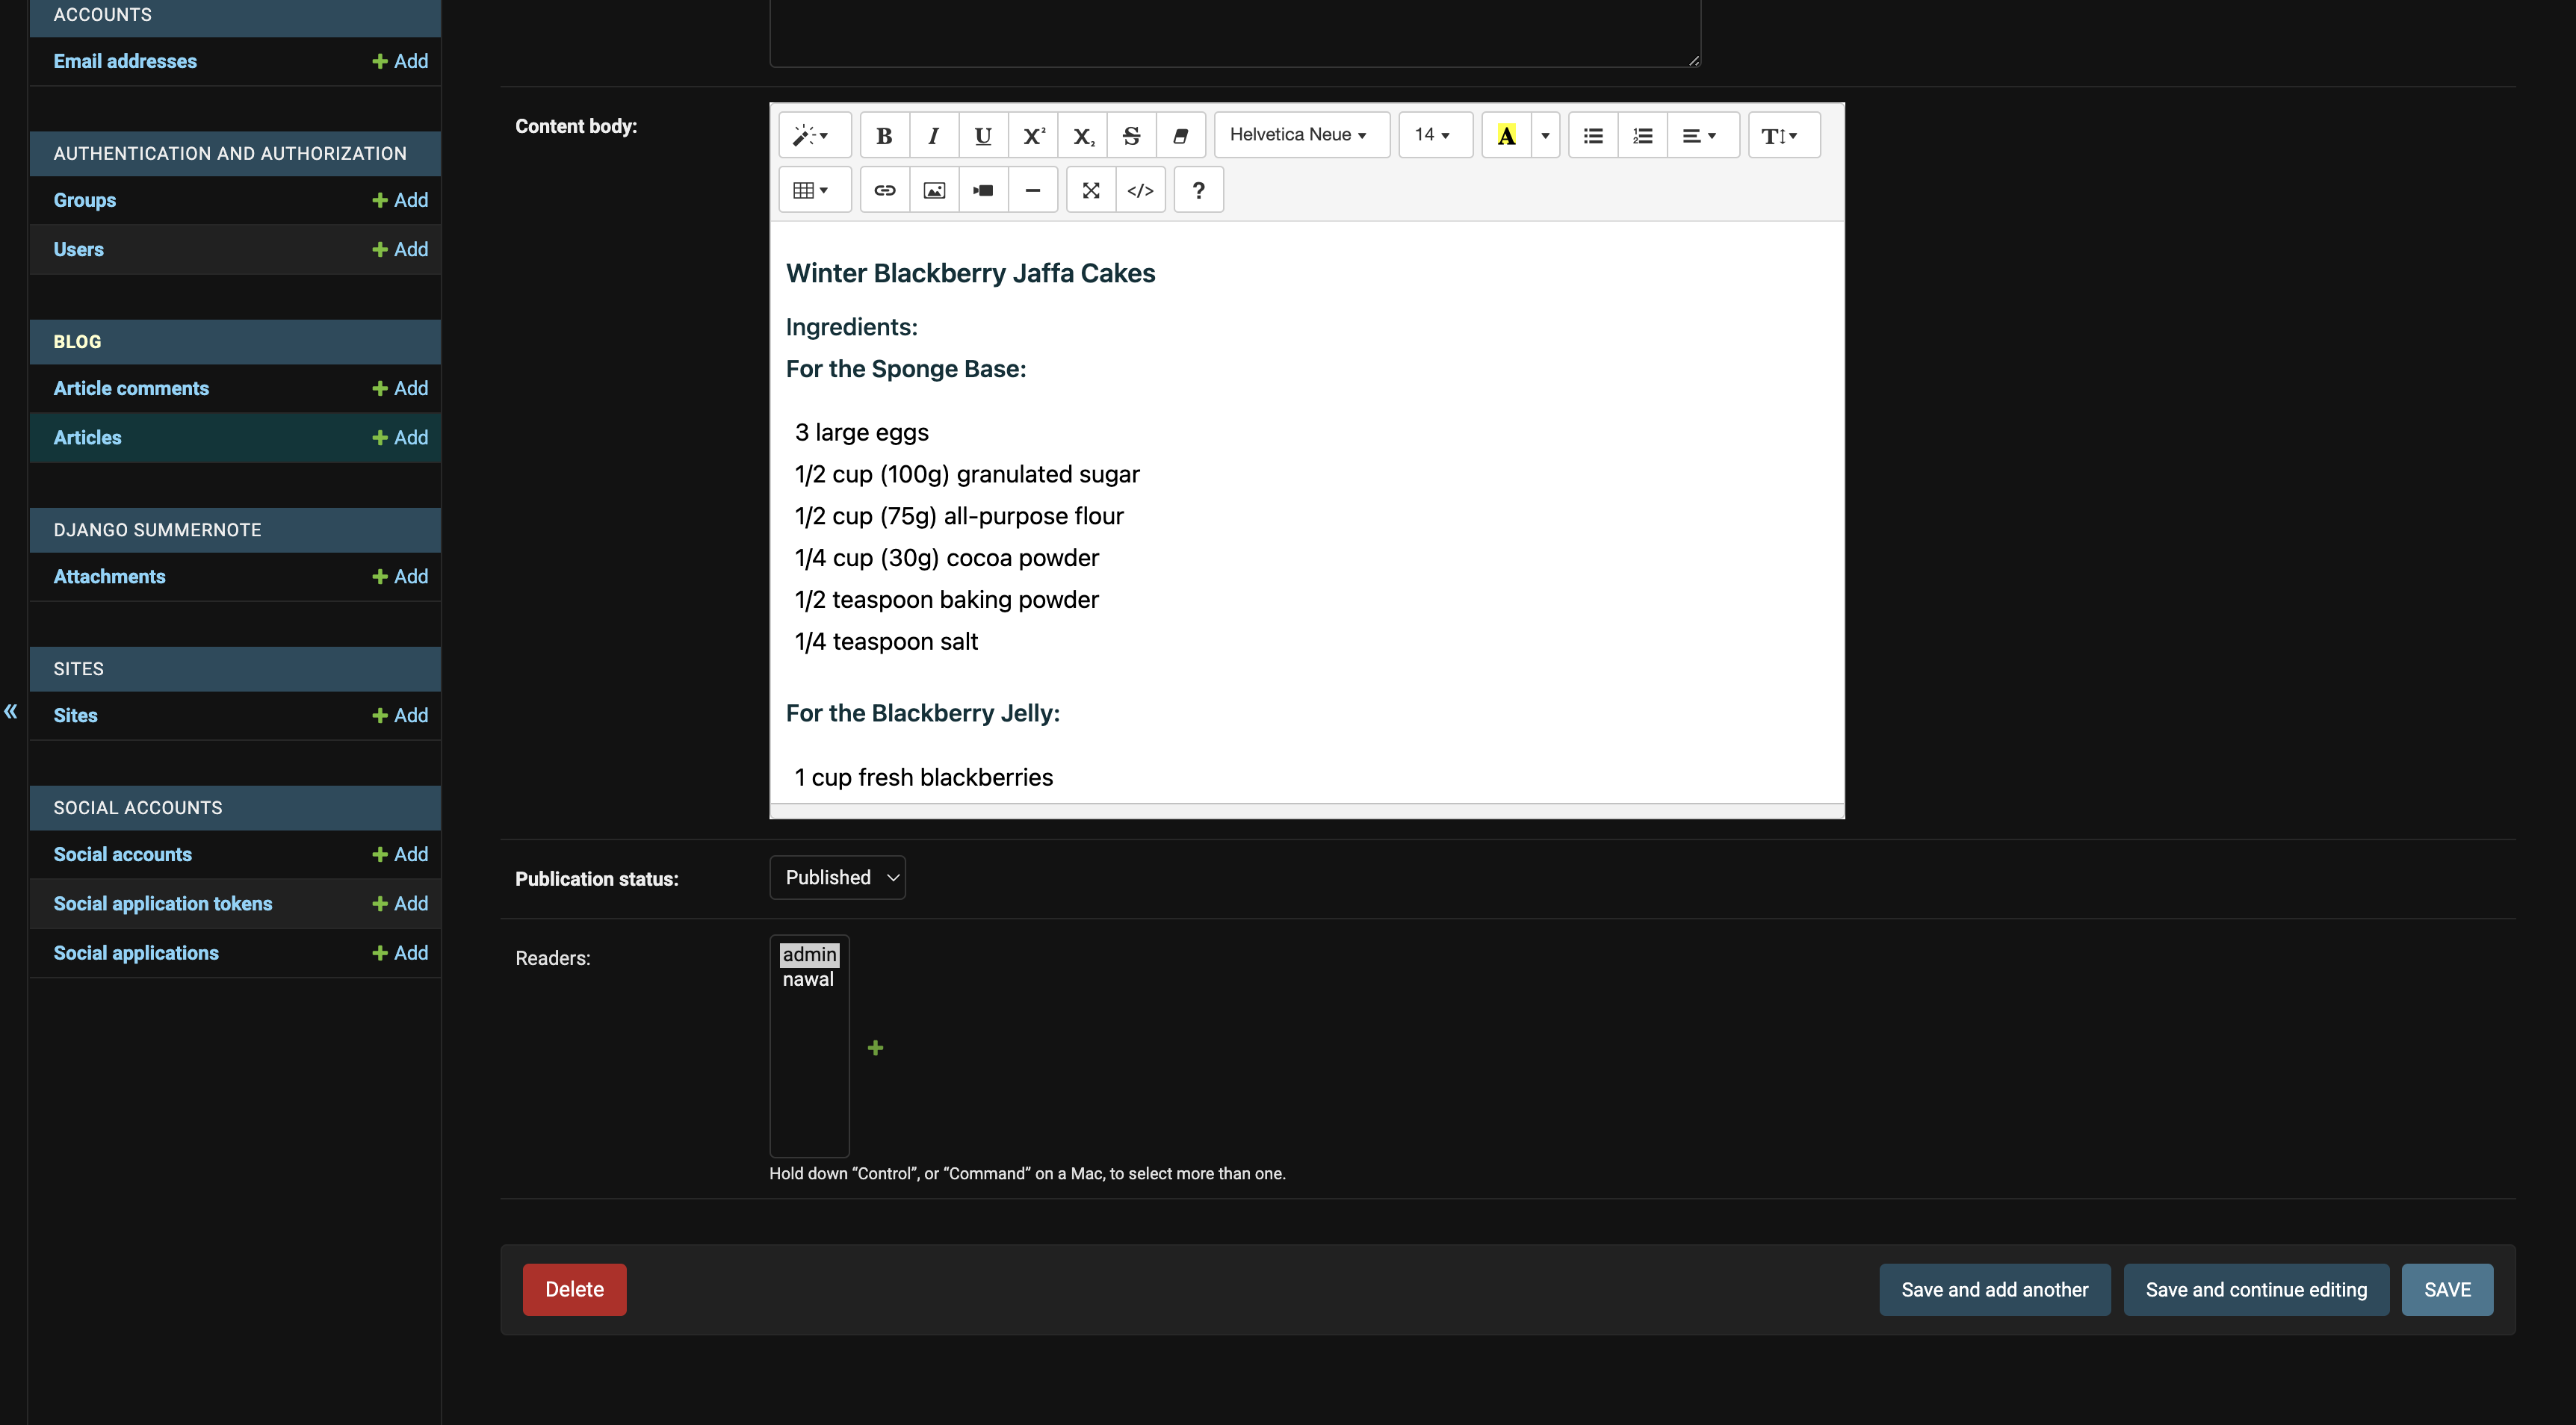 ACCOUNTS
Email addresses + Add
AUTHENTICATION AND AUTHORIZATION
Groups + Add
Users + Add
BLOG
Article comments + Add
Articles + Add
DJANGO SUMMERNOTE
Attachments + Add
SITES
Sites + Add
SOCIAL ACCOUNTS
Social accounts + Add
Social application tokens + Add
Social applications + Add
«
Content body:
B I U X² X₂ S Helvetica Neue 14 A T
</> ?
Winter Blackberry Jaffa Cakes
Ingredients:
For the Sponge Base:
3 large eggs
1/2 cup (100g) granulated sugar
1/2 cup (75g) all-purpose flour
1/4 cup (30g) cocoa powder
1/2 teaspoon baking powder
1/4 teaspoon salt
For the Blackberry Jelly:
1 cup fresh blackberries
Publication status: Published
Readers:
admin
nawal
Hold down “Control”, or “Command” on a Mac, to select more than one.
Delete Save and add another Save and continue editing SAVE